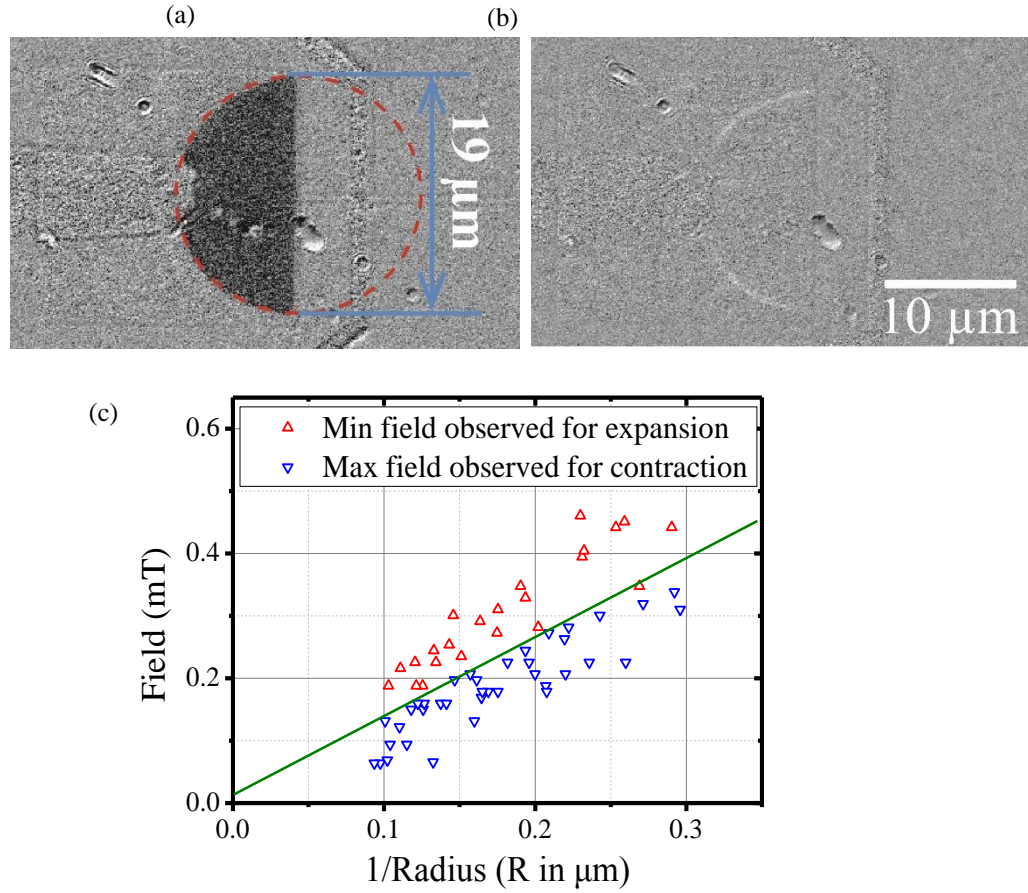 (a)
(b)
19 μm
10 μm
(c)
Min field observed for expansion
Max field observed for contraction
0.6
0.4
0.2
0.0
Field (mT)
0.0 0.1 0.2 0.3
1/Radius (R in μm)